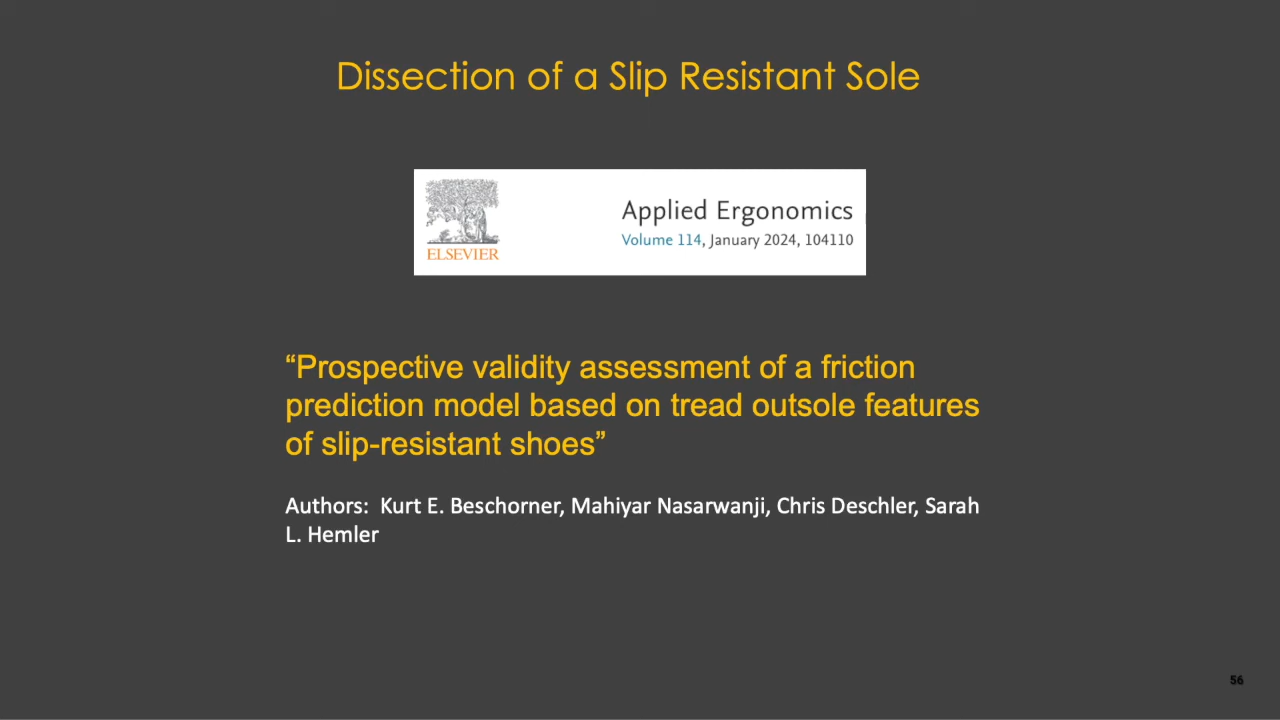 Dissection of a Slip Resistant Sole
ELSEVIER
Applied Ergonomics
Volume 114, January 2024, 104110
“Prospective validity assessment of a friction
prediction model based on tread outsole features
of slip-resistant shoes”
Authors:  Kurt E. Beschorner, Mahiyar Nasarwanji, Chris Deschler, Sarah
L. Hemler
56